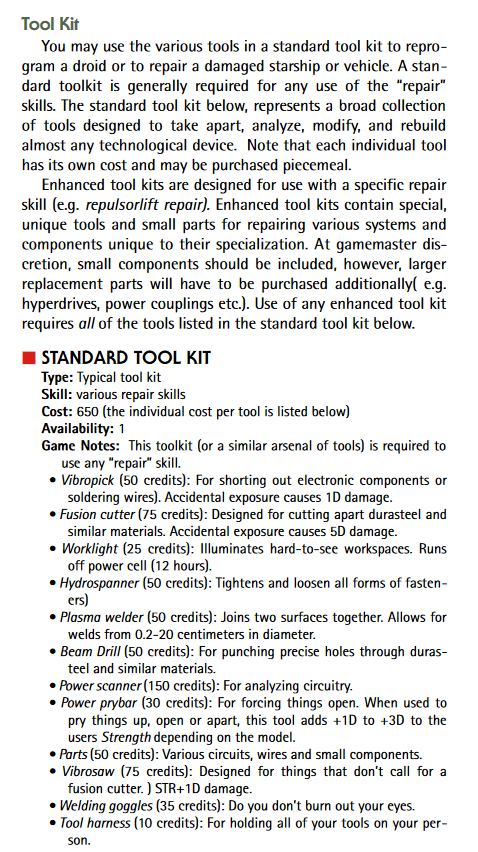 Tool Kit
You may use the various tools in a standard tool kit to repro-
gram a droid or to repair a damaged starship or vehicle. A stan-
dard toolkit is generally required for any use of the "repair"
skills. The standard tool kit below, represents a broad collection
of tools designed to take apart, analyze, modify, and rebuild
almost any technological device. Note that each individual tool
has its own cost and may be purchased piecemeal.
Enhanced tool kits are designed for use with a specific repair
skill (e.g. repulsorlift repair). Enhanced tool kits contain special,
unique tools and small parts for repairing various systems and
components unique to their specialization. At gamemaster dis-
cretion, small components should be included, however, larger
replacement parts will have to be purchased additionally( e.g.
hyperdrives, power couplings etc.). Use of any enhanced tool kit
requires all of the tools listed in the standard tool kit below.
STANDARD TOOL KIT
Type: Typical tool kit
Skill: various repair skills
Cost: 650 (the individual cost per tool is listed below)
Availability: 1
Game Notes: This toolkit (or a similar arsenal of tools) is required to
use any "repair" skill.
• Vibropick (50 credits): For shorting out electronic components or
soldering wires). Accidental exposure causes 1D damage.
• Fusion cutter (75 credits): Designed for cutting apart durasteel and
similar materials. Accidental exposure causes 5D damage.
• Worklight (25 credits): Illuminates hard-to-see workspaces. Runs
off power cell (12 hours).
• Hydrospanner (50 credits): Tightens and loosen all forms of fasten-
ers)
• Plasma welder (50 credits): Joins two surfaces together. Allows for
welds from 0.2-20 centimeters in diameter.
• Beam Drill (50 credits): For punching precise holes through duras-
teel and similar materials.
• Power scanner (150 credits): For analyzing circuitry.
• Power prybar (30 credits): For forcing things open. When used to
pry things up, open or apart, this tool adds +1D to +3D to the
users Strength depending on the model.
• Parts (50 credits): Various circuits, wires and small components.
• Vibrosaw (75 credits): Designed for things that don't call for a
fusion cutter. ) STR+1D damage.
• Welding goggles (35 credits): Do you don't burn out your eyes.
• Tool harness (10 credits): For holding all of your tools on your per-
son.